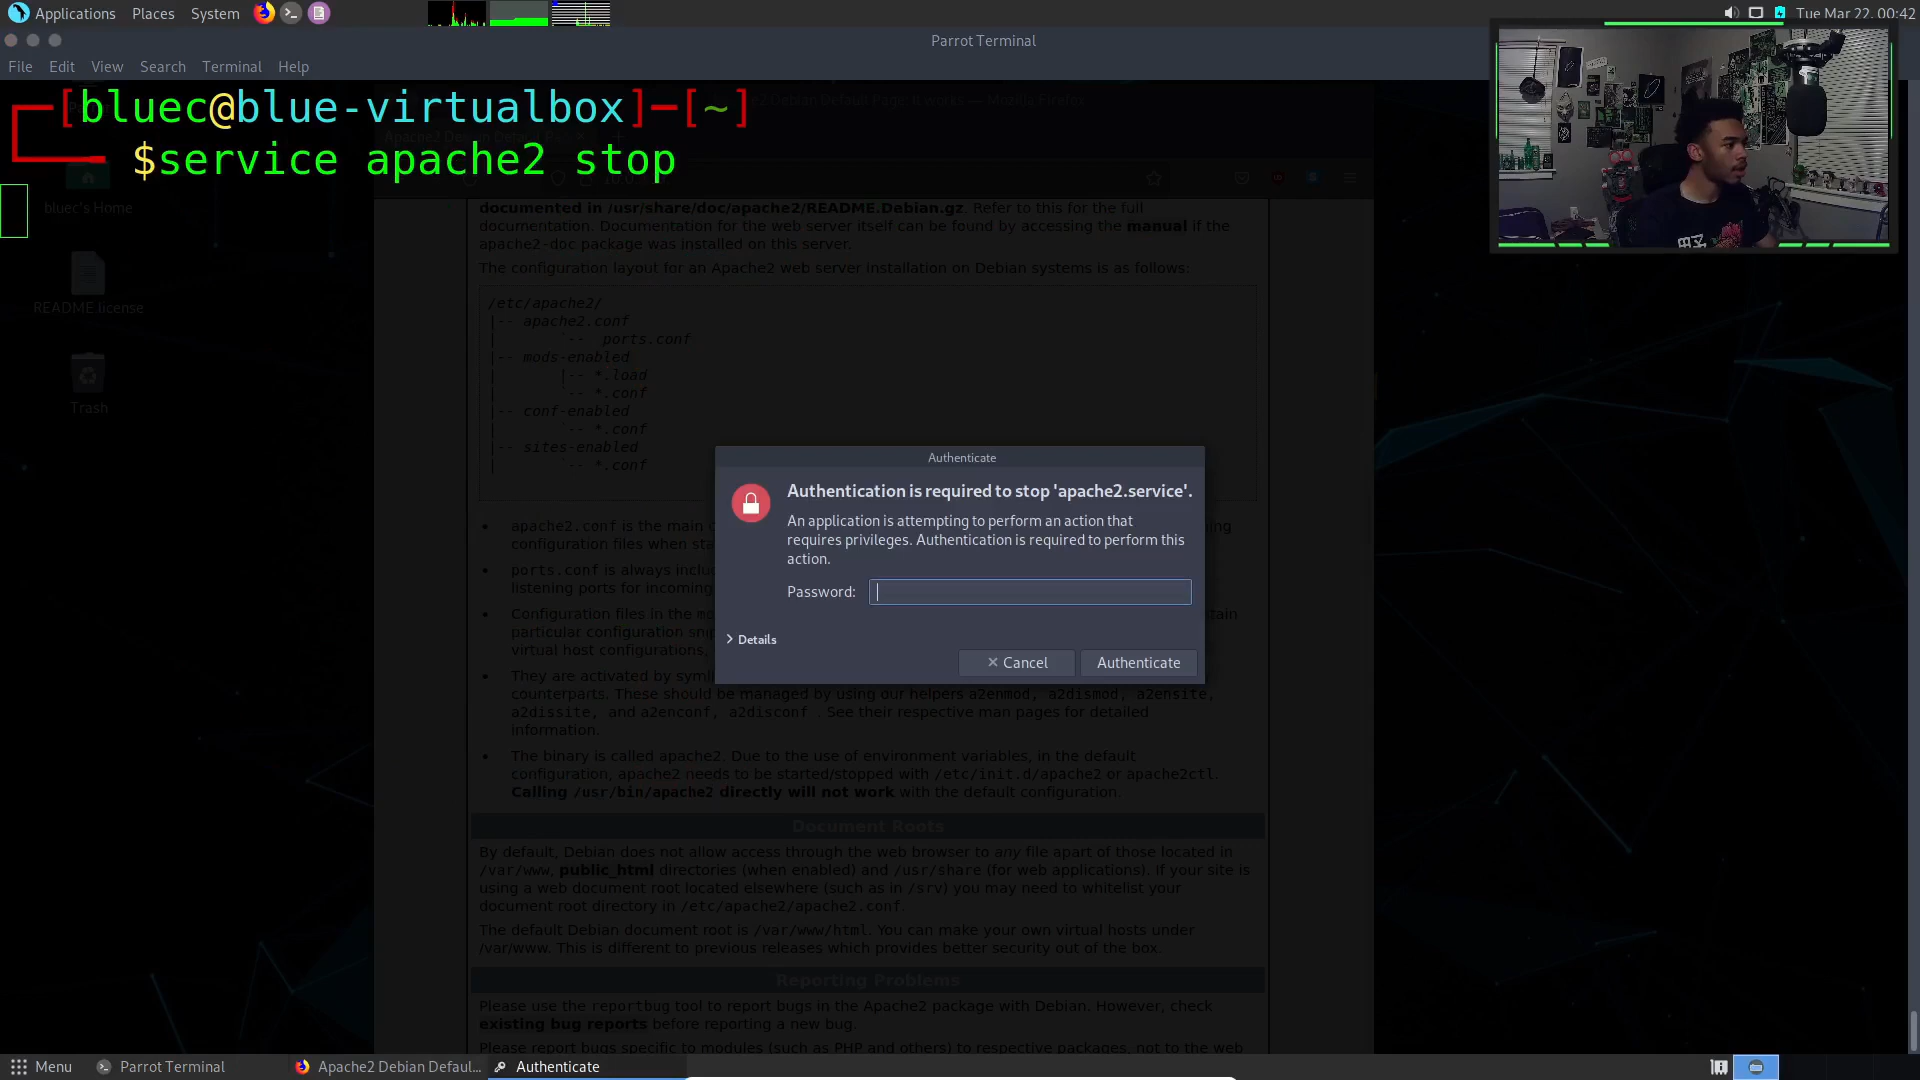 Applications Places System
Tue Mar 22, 00:42
Parrot Terminal
File Edit View Search Terminal Help
[bluec@blue-virtualbox]─[~]
$service apache2 stop
bluec's Home
README.license
Trash
documented in /usr/share/doc/apache2/README.Debian.gz. Refer to this for the full
documentation. Documentation for the web server itself can be found by accessing the manual if the
apache2-doc package was installed on this server.
The configuration layout for an Apache2 web server installation on Debian systems is as follows:
/etc/apache2/
|-- apache2.conf
|       `-- ports.conf
|-- mods-enabled
|       |-- *.load
|       `-- *.conf
|-- conf-enabled
|       `-- *.conf
|-- sites-enabled
|       `-- *.conf
Authenticate
Authentication is required to stop 'apache2.service'.
An application is attempting to perform an action that
requires privileges. Authentication is required to perform this
action.
Password:
Details
Cancel Authenticate
apache2.conf is the main
configuration files when
ports.conf is always
listening ports for incoming
Configuration files in the
particular configuration
virtual host configurations,
They are activated by
counterparts. These should be managed by using our helpers a2enmod, a2dismod, a2ensite,
a2dissite, and a2enconf, a2disconf . See their respective man pages for detailed
information.
The binary is called apache2. Due to the use of environment variables, in the default
configuration, apache2 needs to be started/stopped with /etc/init.d/apache2 or apache2ctl.
Calling /usr/bin/apache2 directly will not work with the default configuration.
Document Roots
By default, Debian does not allow access through the web browser to any file apart of those located in
/var/www, public_html directories (when enabled) and /usr/share (for web applications). If your site is
using a web document root located elsewhere (such as in /srv) you may need to whitelist your
document root directory in /etc/apache2/apache2.conf.
The default Debian document root is /var/www/html. You can make your own virtual hosts under
/var/www. This is different to previous releases which provides better security out of the box.
Reporting Problems
Please use the reportbug tool to report bugs in the Apache2 package with Debian. However, check
existing bug reports before reporting a new bug.
Please report bugs specific to modules (such as PHP and others) to respective packages, not to the web
Menu Parrot Terminal Apache2 Debian Defaul... Authenticate